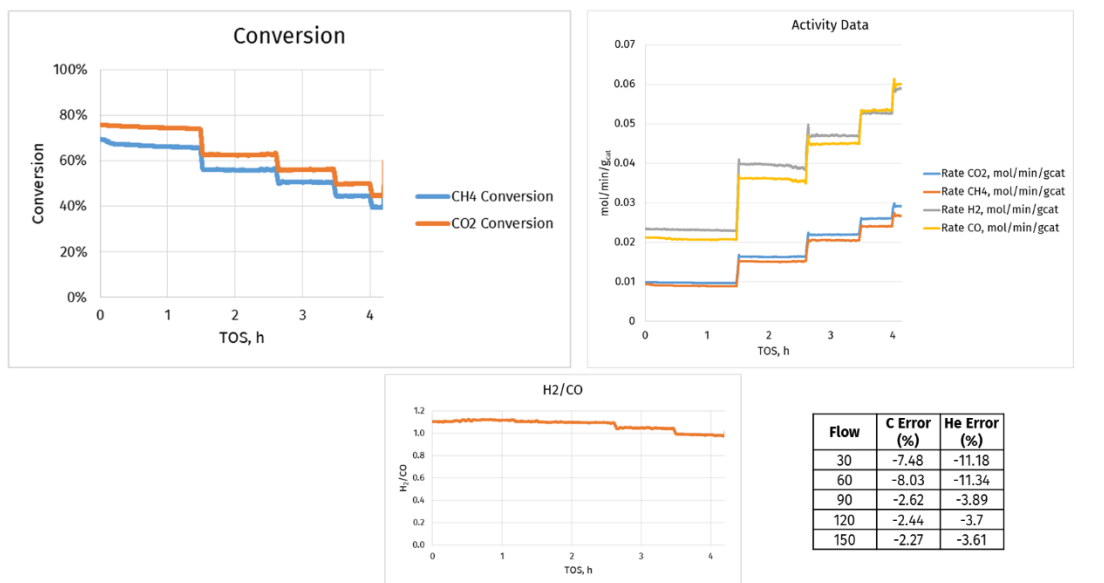 Conversion
100%
80%
60%
40%
20%
0%
Conversion
0 1 2 3 4
TOS, h
CH4 Conversion
CO2 Conversion
Activity Data
0.07
0.06
0.05
0.04
0.03
0.02
0.01
0
mol/min/gcat
0 1 2 3 4
TOS, h
Rate CO2, mol/min/gcat
Rate CH4, mol/min/gcat
Rate H2, mol/min/gcat
Rate CO, mol/min/gcat
H2/CO
1.2
1.0
0.8
0.6
0.4
0.2
0.0
H2/CO
0 1 2 3 4
TOS, h
Flow C Error (%) He Error (%)
30 -7.48 -11.18
60 -8.03 -11.34
90 -2.62 -3.89
120 -2.44 -3.7
150 -2.27 -3.61